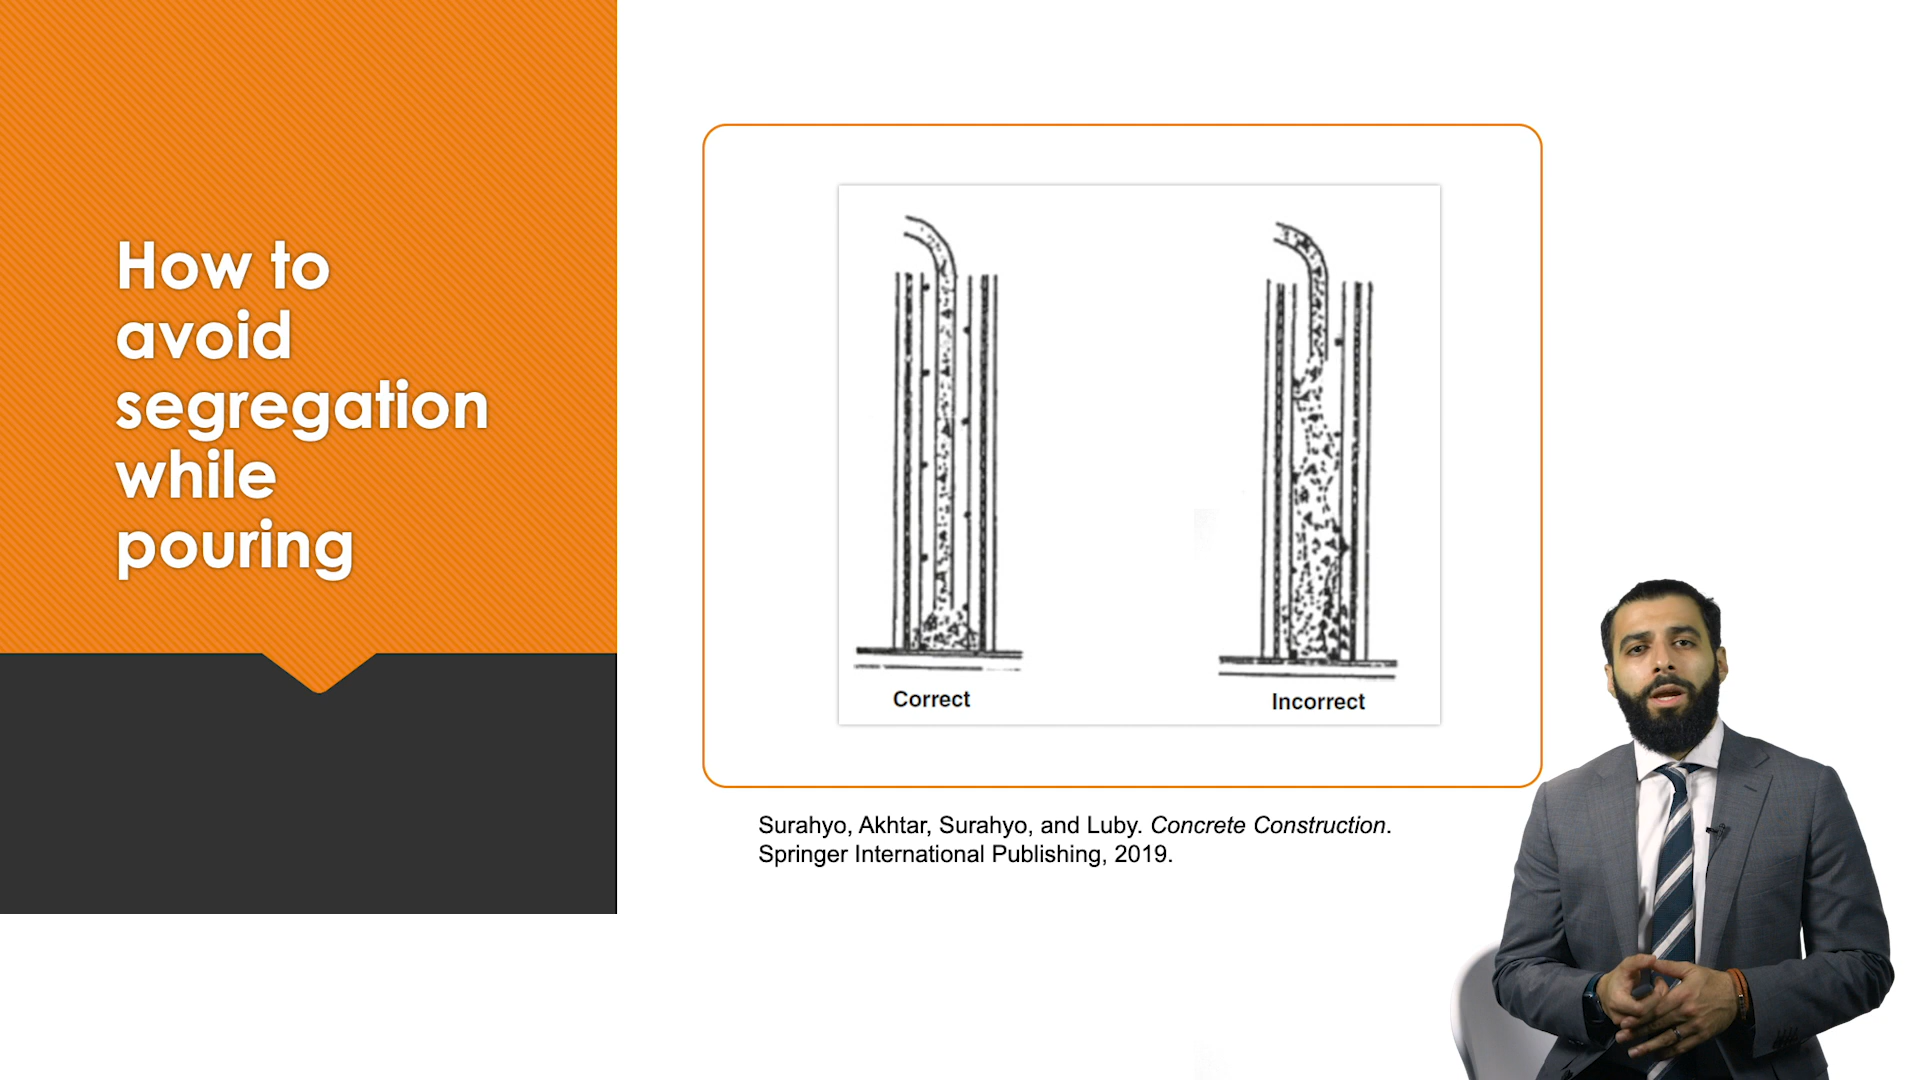 How to
avoid
segregation
while
pouring
Correct
Incorrect
Surahyo, Akhtar, Surahyo, and Luby. Concrete Construction.
Springer International Publishing, 2019.